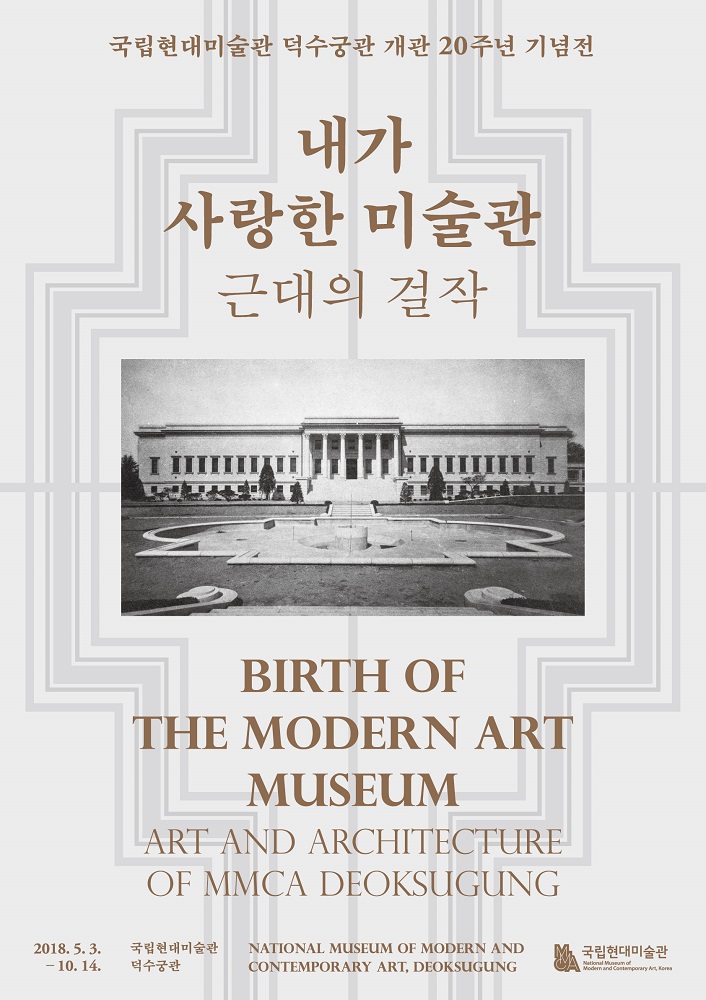 국립현대미술관 덕수궁관 개관 20주년 기념전
내가
사랑한 미술관
근대의 걸작
BIRTH OF
THE MODERN ART
MUSEUM
ART AND ARCHITECTURE
OF MMCA DEOKSUGUNG
2018. 5. 3.
– 10. 14.
국립현대미술관
덕수궁관
NATIONAL MUSEUM OF MODERN AND
CONTEMPORARY ART, DEOKSUGUNG
MMCA
국립현대미술관
National Museum of
Modern and Contemporary Art, Korea